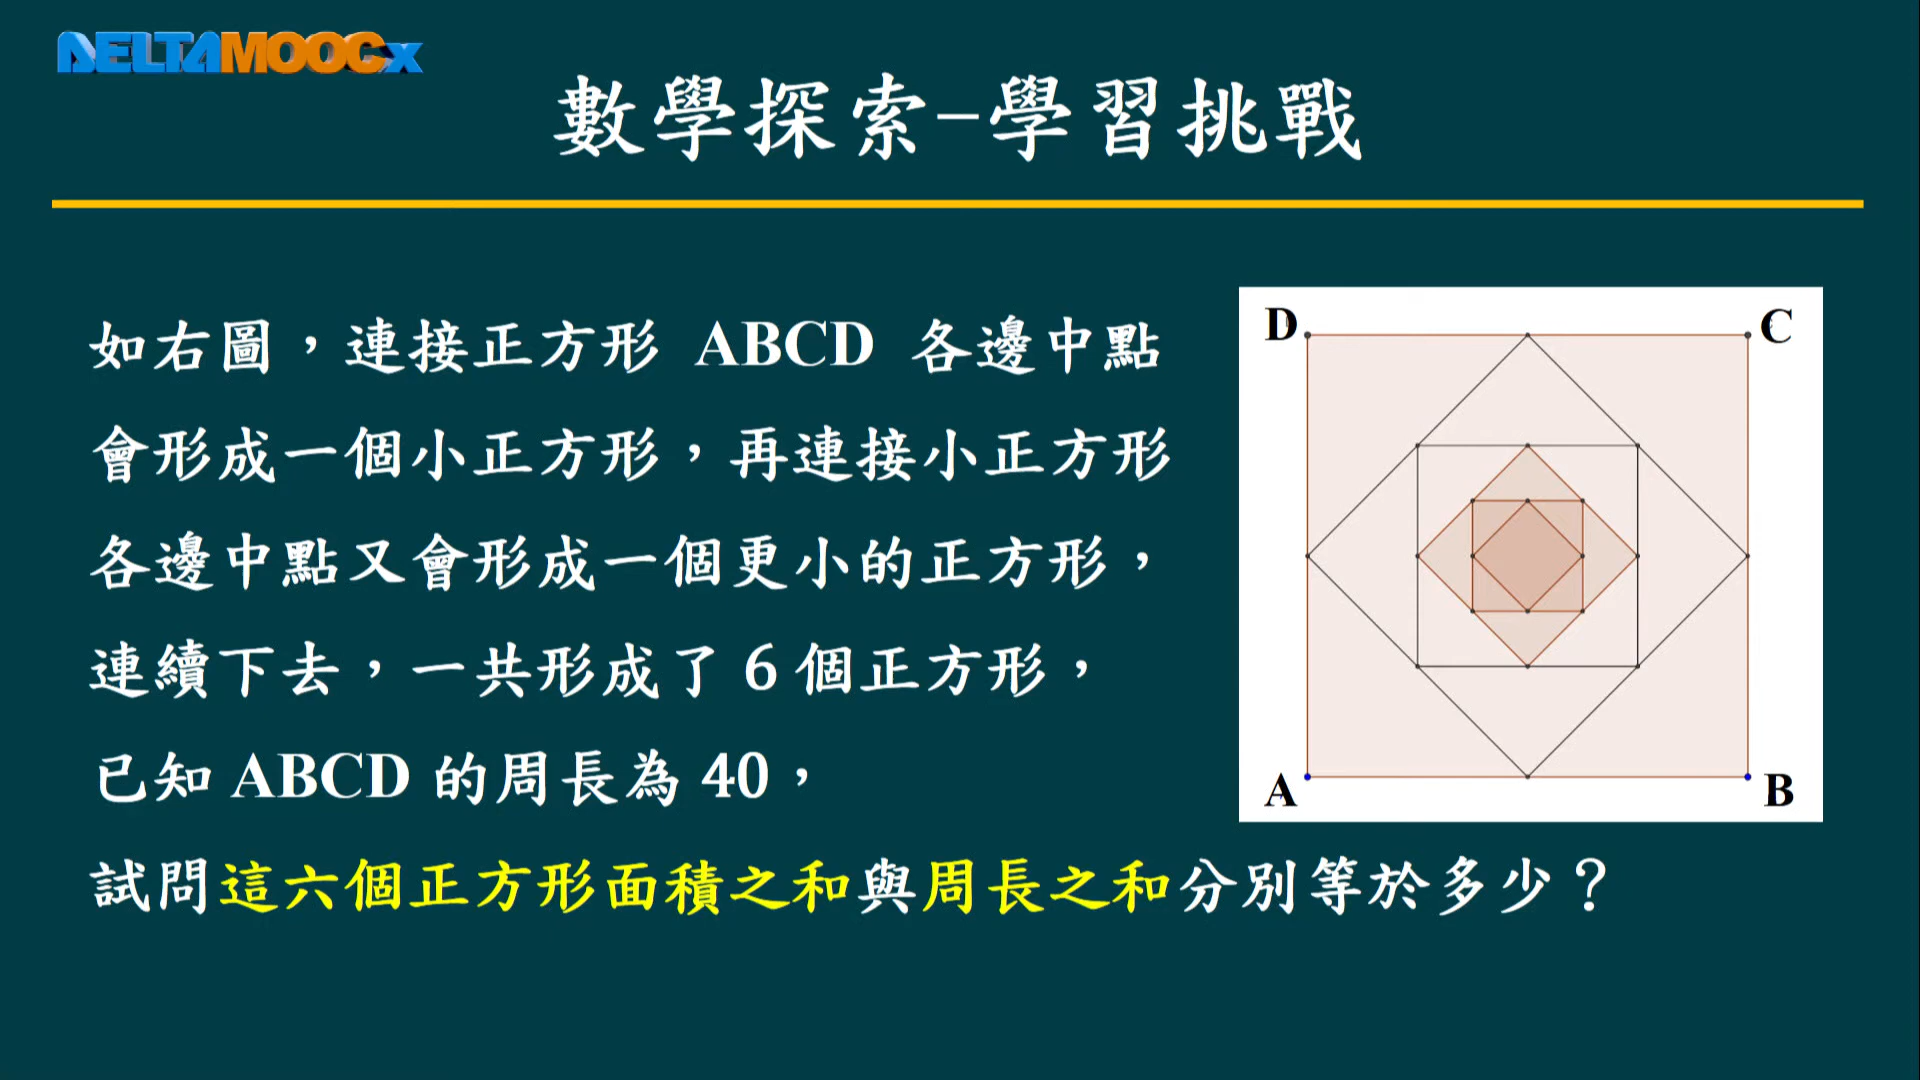 DELTAMOOCx
數學探索-學習挑戰
如右圖，連接正方形 ABCD 各邊中點
會形成一個小正方形，再連接小正方形
各邊中點又會形成一個更小的正方形，
連續下去，一共形成了 6 個正方形，
已知 ABCD 的周長為 40，
試問這六個正方形面積之和與周長之和分別等於多少？
D
C
A
B